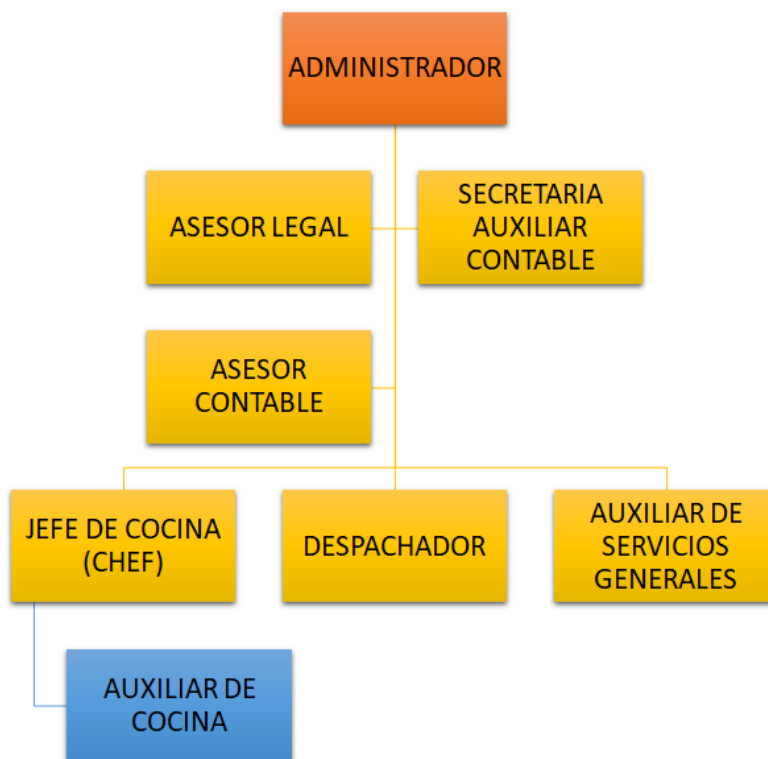 ADMINISTRADOR
ASESOR LEGAL
SECRETARIA
AUXILIAR
CONTABLE
ASESOR
CONTABLE
JEFE DE COCINA
(CHEF)
DESPACHADOR
AUXILIAR DE
SERVICIOS
GENERALES
AUXILIAR DE
COCINA